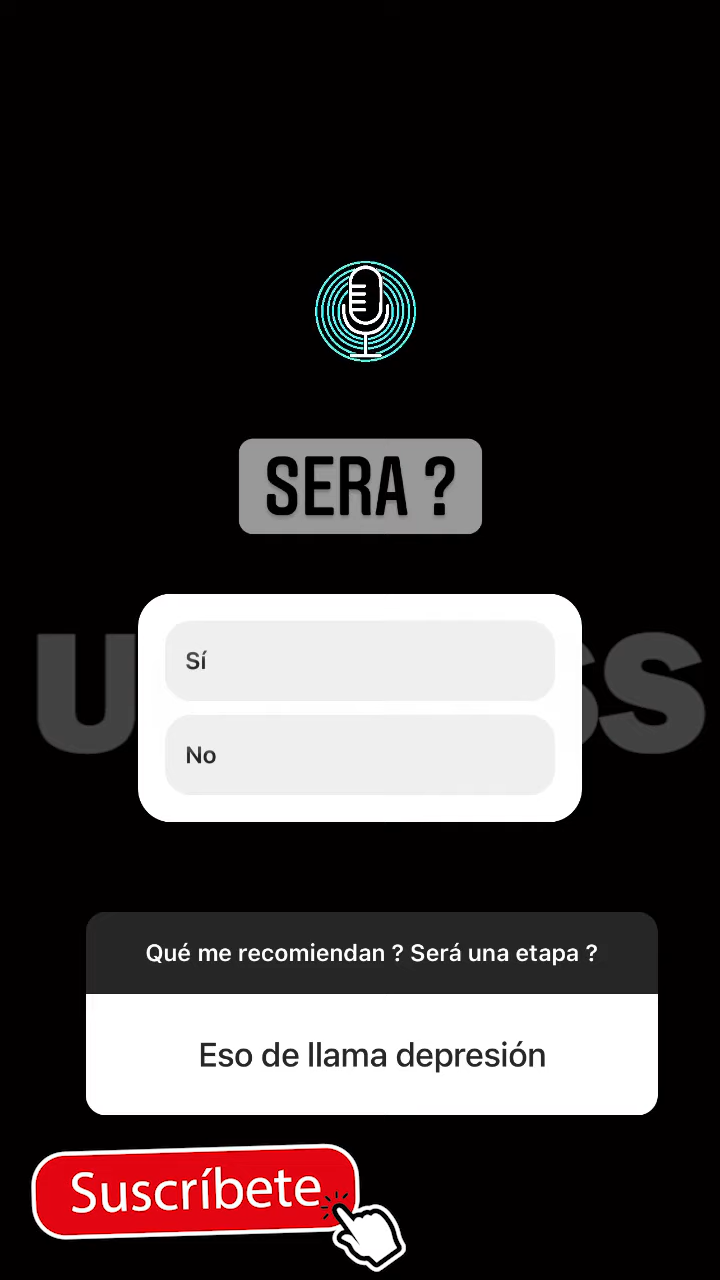 SERA ?
Sí
No
Qué me recomiendan ? Será una etapa ?
Eso de llama depresión
Suscríbete